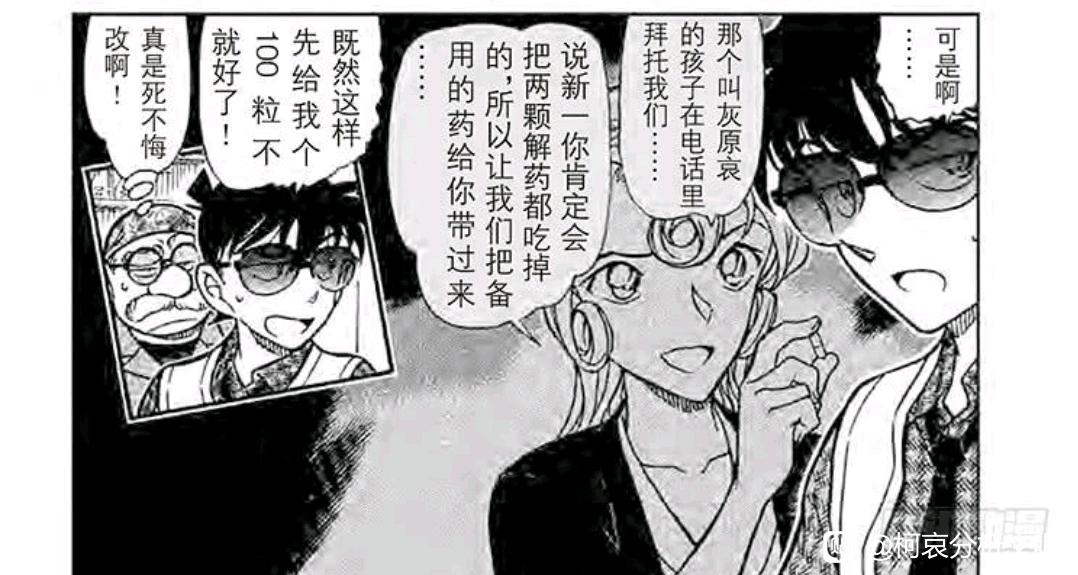 可是啊
……
那个叫灰原哀
的孩子在电话里
拜托我们……
说新一你肯定会
把两颗解药都吃掉
的，所以让我们把备
用的药给你带过来
……
既然这样
先给我个
100 粒不
就好了！
真是死不悔
改啊！
@柯哀分